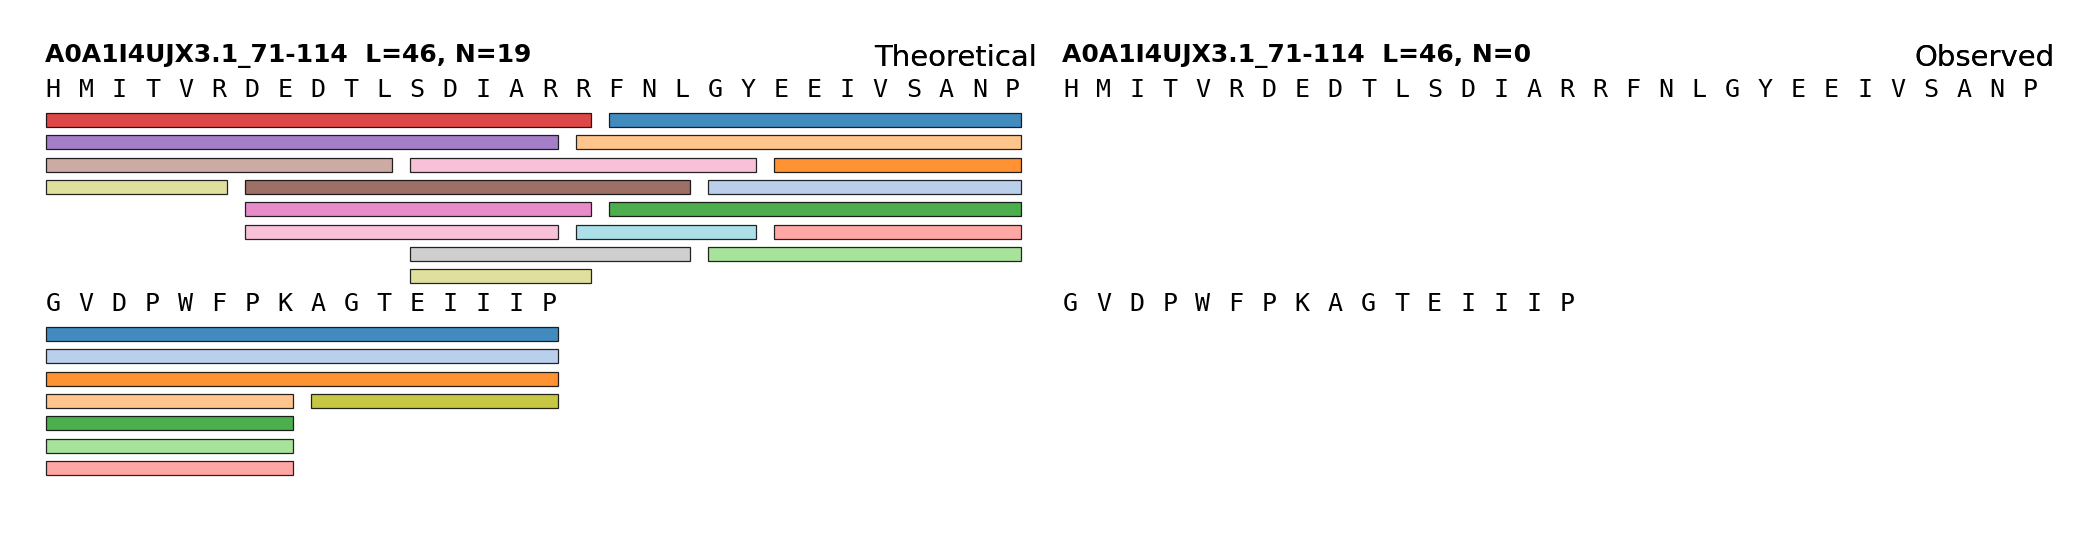 A0A1I4UJX3.1_71-114 L=46, N=19 Theoretical
H M I T V R D E D T L S D I A R R F N L G Y E E I V S A N P
G V D P W F P K A G T E I I I P
A0A1I4UJX3.1_71-114 L=46, N=0 Observed
H M I T V R D E D T L S D I A R R F N L G Y E E I V S A N P
G V D P W F P K A G T E I I I P